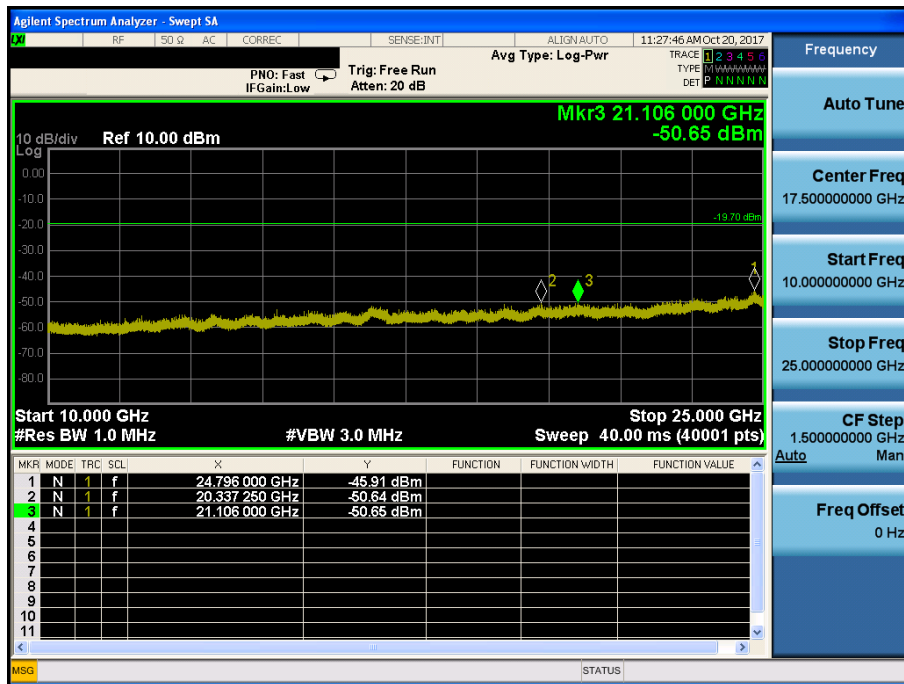 Agilent Spectrum Analyzer - Swept SA
LXI RF 50 Ω AC CORREC SENSE:INT ALIGN AUTO 11:27:46 AM Oct 20, 2017
Avg Type: Log-Pwr TRACE 1 2 3 4 5 6
PNO: Fast Trig: Free Run TYPE M WWWWW
IFGain:Low Atten: 20 dB DET P N N N N N
Mkr3 21.106 000 GHz
-50.65 dBm
10 dB/div Ref 10.00 dBm
Log
0.00
-10.0
-20.0
-19.70 dBm
-30.0
-40.0
2 3 1
-50.0
-60.0
-70.0
-80.0
Start 10.000 GHz Stop 25.000 GHz
#Res BW 1.0 MHz #VBW 3.0 MHz Sweep 40.00 ms (40001 pts)
MKR MODE TRC SCL X Y FUNCTION FUNCTION WIDTH FUNCTION VALUE
1 N 1 f 24.796 000 GHz -45.91 dBm
2 N 1 f 20.337 250 GHz -50.64 dBm
3 N 1 f 21.106 000 GHz -50.65 dBm
4
5
6
7
8
9
10
11
MSG STATUS
Frequency
Auto Tune
Center Freq
17.500000000 GHz
Start Freq
10.000000000 GHz
Stop Freq
25.000000000 GHz
CF Step
1.500000000 GHz
Auto Man
Freq Offset
0 Hz